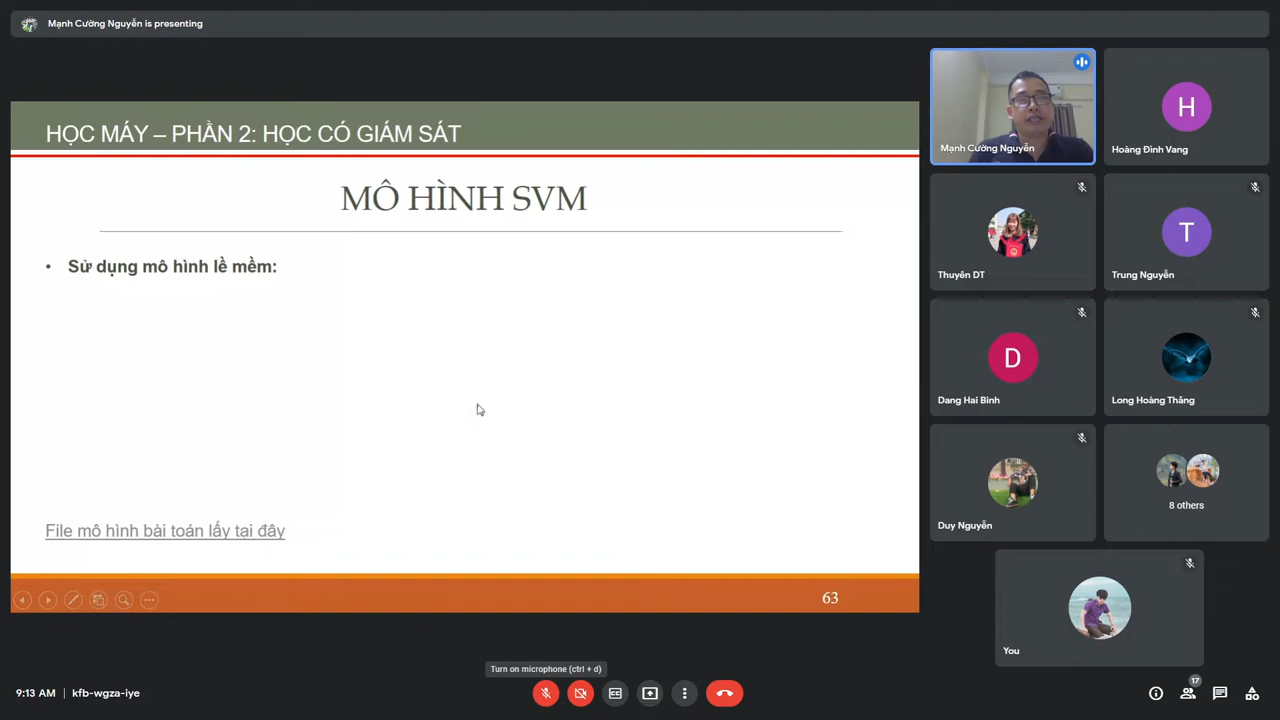 Mạnh Cường Nguyễn is presenting
HỌC MÁY – PHẦN 2: HỌC CÓ GIÁM SÁT
MÔ HÌNH SVM
• Sử dụng mô hình lề mềm:
File mô hình bài toán lấy tại đây
63
Mạnh Cường Nguyễn
H
Hoàng Đình Vang
Thuyên DT
T
Trung Nguyễn
D
Dang Hai Binh
Long Hoàng Thăng
Duy Nguyễn
8 others
You
Turn on microphone (ctrl + d)
9:13 AM | kfb-wgza-iye
17